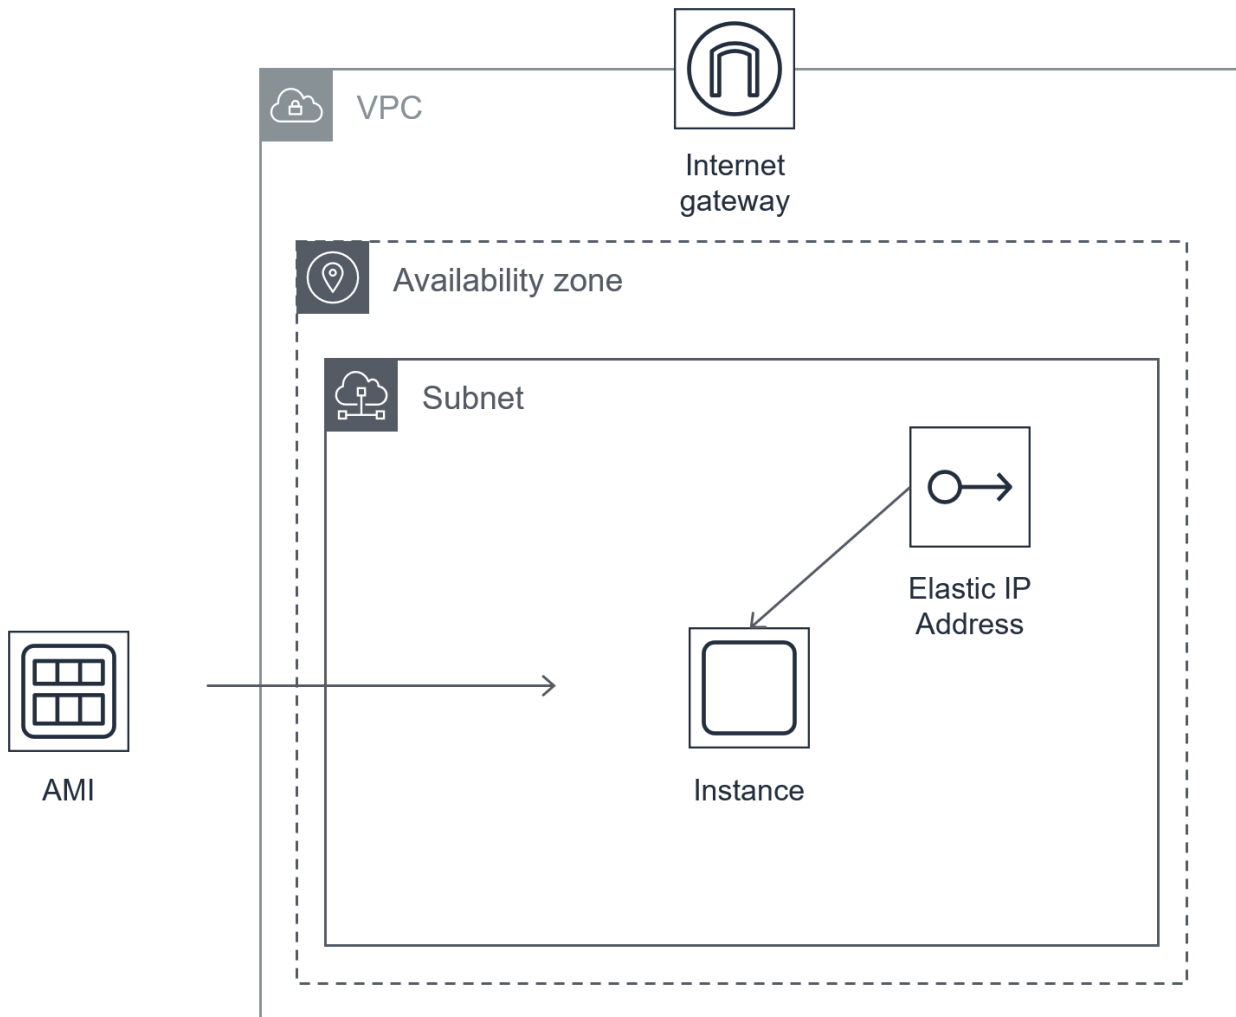 VPC
Internet
gateway
Availability zone
Subnet
Elastic IP
Address
AMI
Instance